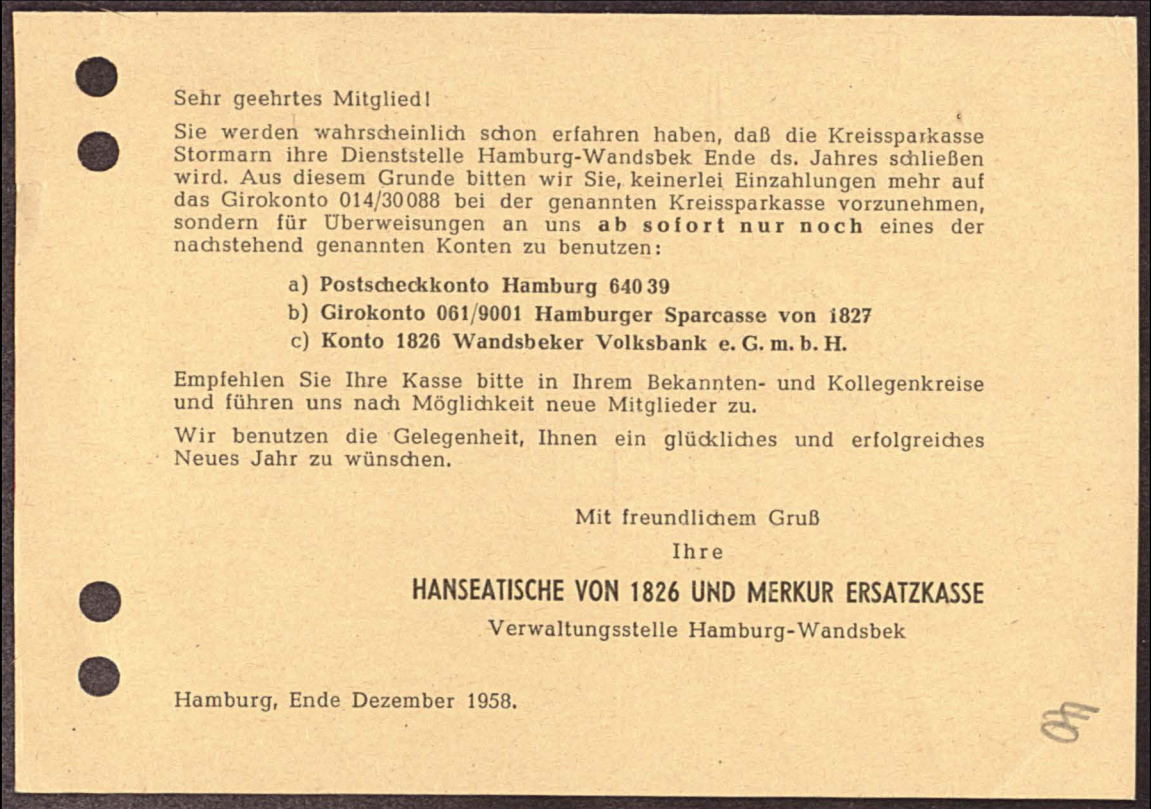 Sehr geehrtes Mitglied!
Sie werden wahrscheinlich schon erfahren haben, daß die Kreissparkasse
Stormarn ihre Dienststelle Hamburg-Wandsbek Ende ds. Jahres schließen
wird. Aus diesem Grunde bitten wir Sie, keinerlei Einzahlungen mehr auf
das Girokonto 014/30088 bei der genannten Kreissparkasse vorzunehmen,
sondern für Überweisungen an uns ab sofort nur noch eines der
nachstehend genannten Konten zu benutzen:
a) Postscheckkonto Hamburg 640 39
b) Girokonto 061/9001 Hamburger Sparcasse von 1827
c) Konto 1826 Wandsbeker Volksbank e. G. m. b. H.
Empfehlen Sie Ihre Kasse bitte in Ihrem Bekannten- und Kollegenkreise
und führen uns nach Möglichkeit neue Mitglieder zu.
Wir benutzen die Gelegenheit, Ihnen ein glückliches und erfolgreiches
Neues Jahr zu wünschen.
Mit freundlichem Gruß
Ihre
HANSEATISCHE VON 1826 UND MERKUR ERSATZKASSE
Verwaltungsstelle Hamburg-Wandsbek
Hamburg, Ende Dezember 1958.
40